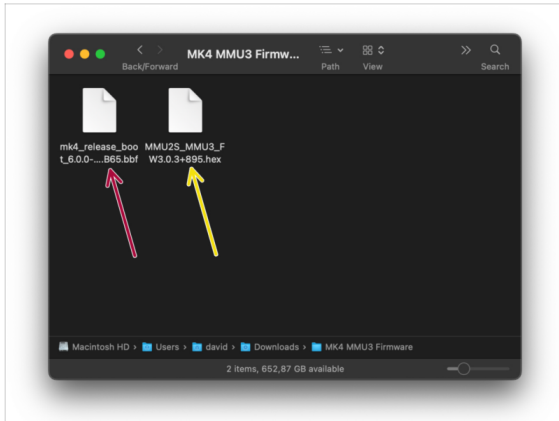 MK4 MMU3 Firmw...
Back/Forward
Path
View
Search
mk4_release_boo
t_6.0.0-....B65.bbf
MMU2S_MMU3_F
W3.0.3+895.hex
Macintosh HD › Users › david › Downloads › MK4 MMU3 Firmware
2 items, 652,87 GB available